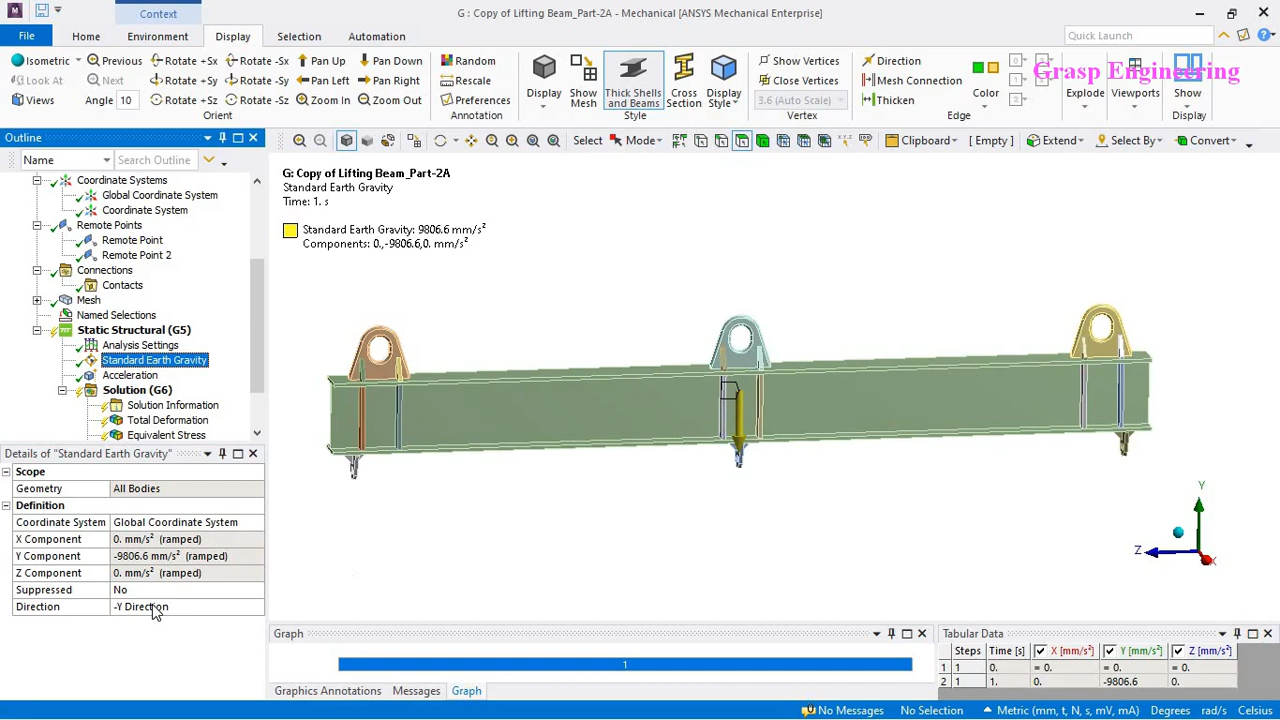 Context
G : Copy of Lifting Beam_Part-2A - Mechanical [ANSYS Mechanical Enterprise]
File Home Environment Display Selection Automation Quick Launch
Isometric Previous Rotate +Sx Rotate -Sx Pan Up Pan Down
Look At Next Rotate +Sy Rotate -Sy Pan Left Pan Right
Views Angle 10 Rotate +Sz Rotate -Sz Zoom In Zoom Out
Orient
Random
Rescale
Preferences
Annotation
Display
Show Mesh
Thick Shells and Beams
Cross Section
Display Style
Style
Show Vertices
Close Vertices
3.6 (Auto Scale)
Vertex
Direction
Mesh Connection
Thicken
Color
Edge
Explode
Viewports
Show
Display
Grasp Engineering
Outline
Name Search Outline
Select Mode Clipboard [ Empty ] Extend Select By Convert
Coordinate Systems
Global Coordinate System
Coordinate System
Remote Points
Remote Point
Remote Point 2
Connections
Contacts
Mesh
Named Selections
Static Structural (G5)
Analysis Settings
Standard Earth Gravity
Acceleration
Solution (G6)
Solution Information
Total Deformation
Equivalent Stress
G: Copy of Lifting Beam_Part-2A
Standard Earth Gravity
Time: 1. s
Standard Earth Gravity: 9806.6 mm/s²
Components: 0.,-9806.6,0. mm/s²
Y
Z
X
Details of "Standard Earth Gravity"
Scope
Geometry All Bodies
Definition
Coordinate System Global Coordinate System
X Component 0. mm/s² (ramped)
Y Component -9806.6 mm/s² (ramped)
Z Component 0. mm/s² (ramped)
Suppressed No
Direction -Y Direction
Graph
1
Graphics Annotations Messages Graph
Tabular Data
Steps Time [s] X [mm/s²] Y [mm/s²] Z [mm/s²]
1 1 0. = 0. = 0. = 0.
2 1 1. 0. -9806.6 0.
No Messages No Selection Metric (mm, t, N, s, mV, mA) Degrees rad/s Celsius